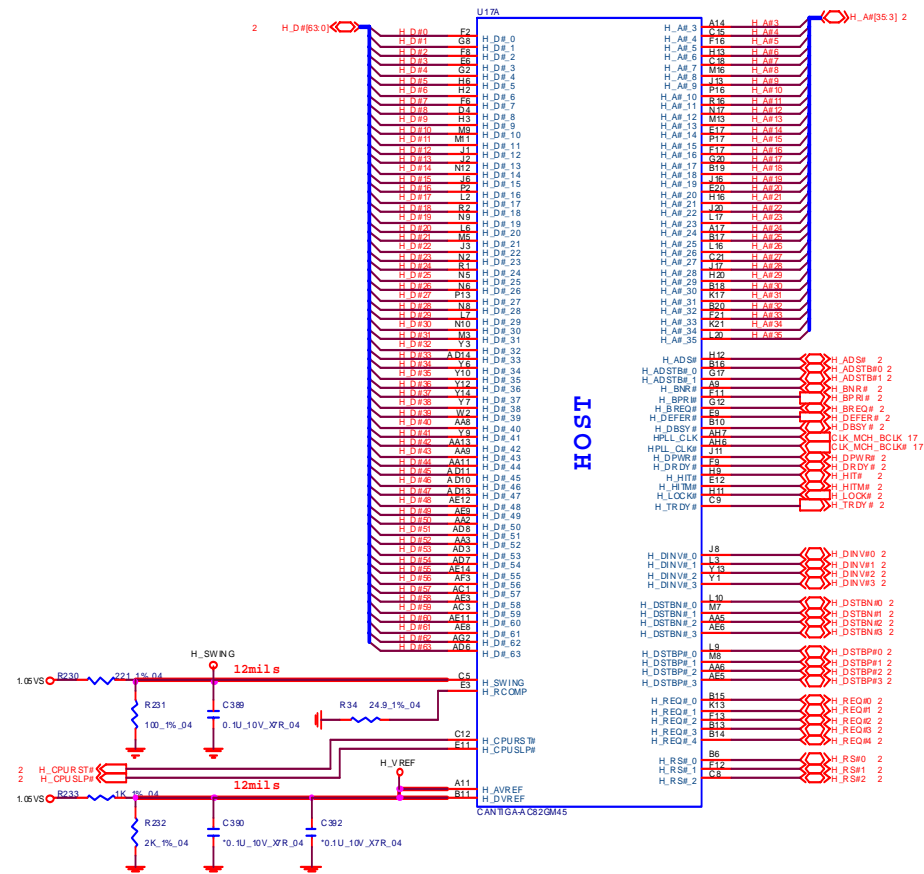 U17A
2 H_D#[63:0]
H_A#[35:3] 2
H_D#0 F2 H_D#_0 H_A#_3 A14 H_A#3
H_D#1 G8 H_D#_1 H_A#_4 C15 H_A#4
H_D#2 F8 H_D#_2 H_A#_5 F16 H_A#5
H_D#3 E6 H_D#_3 H_A#_6 H13 H_A#6
H_D#4 G2 H_D#_4 H_A#_7 C18 H_A#7
H_D#5 H6 H_D#_5 H_A#_8 M16 H_A#8
H_D#6 H2 H_D#_6 H_A#_9 J13 H_A#9
H_D#7 F6 H_D#_7 H_A#_10 P16 H_A#10
H_D#8 D4 H_D#_8 H_A#_11 R16 H_A#11
H_D#9 H3 H_D#_9 H_A#_12 N17 H_A#12
H_D#10 M9 H_D#_10 H_A#_13 M13 H_A#13
H_D#11 M11 H_D#_11 H_A#_14 E17 H_A#14
H_D#12 J1 H_D#_12 H_A#_15 P17 H_A#15
H_D#13 J2 H_D#_13 H_A#_16 F17 H_A#16
H_D#14 N12 H_D#_14 H_A#_17 G20 H_A#17
H_D#15 J6 H_D#_15 H_A#_18 B19 H_A#18
H_D#16 P2 H_D#_16 H_A#_19 J16 H_A#19
H_D#17 L2 H_D#_17 H_A#_20 E20 H_A#20
H_D#18 R2 H_D#_18 H_A#_21 H16 H_A#21
H_D#19 N9 H_D#_19 H_A#_22 J20 H_A#22
H_D#20 L6 H_D#_20 H_A#_23 L17 H_A#23
H_D#21 M5 H_D#_21 H_A#_24 A17 H_A#24
H_D#22 J3 H_D#_22 H_A#_25 B17 H_A#25
H_D#23 N2 H_D#_23 H_A#_26 L16 H_A#26
H_D#24 R1 H_D#_24 H_A#_27 C21 H_A#27
H_D#25 N5 H_D#_25 H_A#_28 J17 H_A#28
H_D#26 N6 H_D#_26 H_A#_29 H20 H_A#29
H_D#27 P13 H_D#_27 H_A#_30 B18 H_A#30
H_D#28 N8 H_D#_28 H_A#_31 K17 H_A#31
H_D#29 L7 H_D#_29 H_A#_32 B20 H_A#32
H_D#30 N10 H_D#_30 H_A#_33 F21 H_A#33
H_D#31 M3 H_D#_31 H_A#_34 K21 H_A#34
H_D#32 Y3 H_D#_32 H_A#_35 L20 H_A#35
H_D#33 AD14 H_D#_33
H_D#34 Y6 H_D#_34 H_ADS# H12 H_ADS# 2
H_D#35 Y10 H_D#_35 H_ADSTB#_0 B16 H_ADSTB#0 2
H_D#36 Y12 H_D#_36 H_ADSTB#_1 G17 H_ADSTB#1 2
H_D#37 Y14 H_D#_37 H_BNR# A9 H_BNR# 2
H_D#38 Y7 H_D#_38 H_BPRI# F11 H_BPRI# 2
H_D#39 W2 H_D#_39 H_BREQ# G12 H_BREQ# 2
H_D#40 AA8 H_D#_40 H_DEFER# E9 H_DEFER# 2
H_D#41 Y9 H_D#_41 H_DBSY# B10 H_DBSY# 2
H_D#42 AA13 H_D#_42 HPLL_CLK AH7 CLK_MCH_BCLK 17
H_D#43 AA9 H_D#_43 HPLL_CLK# AH6 CLK_MCH_BCLK# 17
H_D#44 AA11 H_D#_44 H_DPWR# J11 H_DPWR# 2
H_D#45 AD11 H_D#_45 H_DRDY# F9 H_DRDY# 2
H_D#46 AD10 H_D#_46 H_HIT# H9 H_HIT# 2
H_D#47 AD13 H_D#_47 H_HITM# E12 H_HITM# 2
H_D#48 AE12 H_D#_48 H_LOCK# H11 H_LOCK# 2
H_D#49 AE9 H_D#_49 H_TRDY# C9 H_TRDY# 2
H_D#50 AA2 H_D#_50
H_D#51 AD8 H_D#_51
H_D#52 AA3 H_D#_52
H_D#53 AD3 H_D#_53 H_DINV#_0 J8 H_DINV#0 2
H_D#54 AD7 H_D#_54 H_DINV#_1 L3 H_DINV#1 2
H_D#55 AE14 H_D#_55 H_DINV#_2 Y13 H_DINV#2 2
H_D#56 AF3 H_D#_56 H_DINV#_3 Y1 H_DINV#3 2
H_D#57 AC1 H_D#_57
H_D#58 AE3 H_D#_58 H_DSTBN#_0 L10 H_DSTBN#0 2
H_D#59 AC3 H_D#_59 H_DSTBN#_1 M7 H_DSTBN#1 2
H_D#60 AE11 H_D#_60 H_DSTBN#_2 AA5 H_DSTBN#2 2
H_D#61 AE8 H_D#_61 H_DSTBN#_3 AE6 H_DSTBN#3 2
H_D#62 AG2 H_D#_62
H_D#63 AD6 H_D#_63 H_DSTBP#_0 L9 H_DSTBP#0 2
H_DSTBP#_1 M8 H_DSTBP#1 2
H_DSTBP#_2 AA6 H_DSTBP#2 2
H_DSTBP#_3 AE5 H_DSTBP#3 2
HOST
H_SWING
12mils
1.05VS R230 221_1%_04 C5 H_SWING
E3 H_RCOMP
R231
100_1%_04
C389
0.1U_10V_X7R_04
R34 24.9_1%_04
H_REQ#_0 B15 H_REQ#0 2
H_REQ#_1 K13 H_REQ#1 2
H_REQ#_2 F13 H_REQ#2 2
H_REQ#_3 B13 H_REQ#3 2
H_REQ#_4 B14 H_REQ#4 2
C12 H_CPURST#
E11 H_CPUSLP#
2 H_CPURST#
2 H_CPUSLP#
H_RS#_0 B6 H_RS#0 2
H_RS#_1 F12 H_RS#1 2
H_RS#_2 C8 H_RS#2 2
H_VREF
12mils
A11 H_AVREF
1.05VS R233 1K_1%_04 B11 H_DVREF
CANTIGA-AC82GM45
R232
2K_1%_04
C390
*0.1U_10V_X7R_04
C392
*0.1U_10V_X7R_04